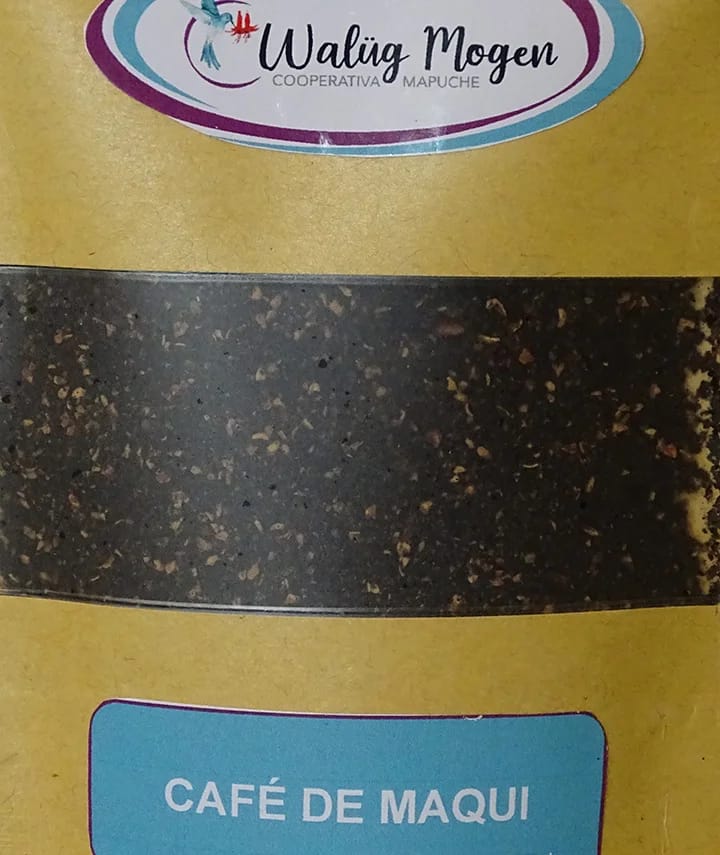 Walüg Mogen
COOPERATIVA MAPUCHE
CAFÉ DE MAQUI